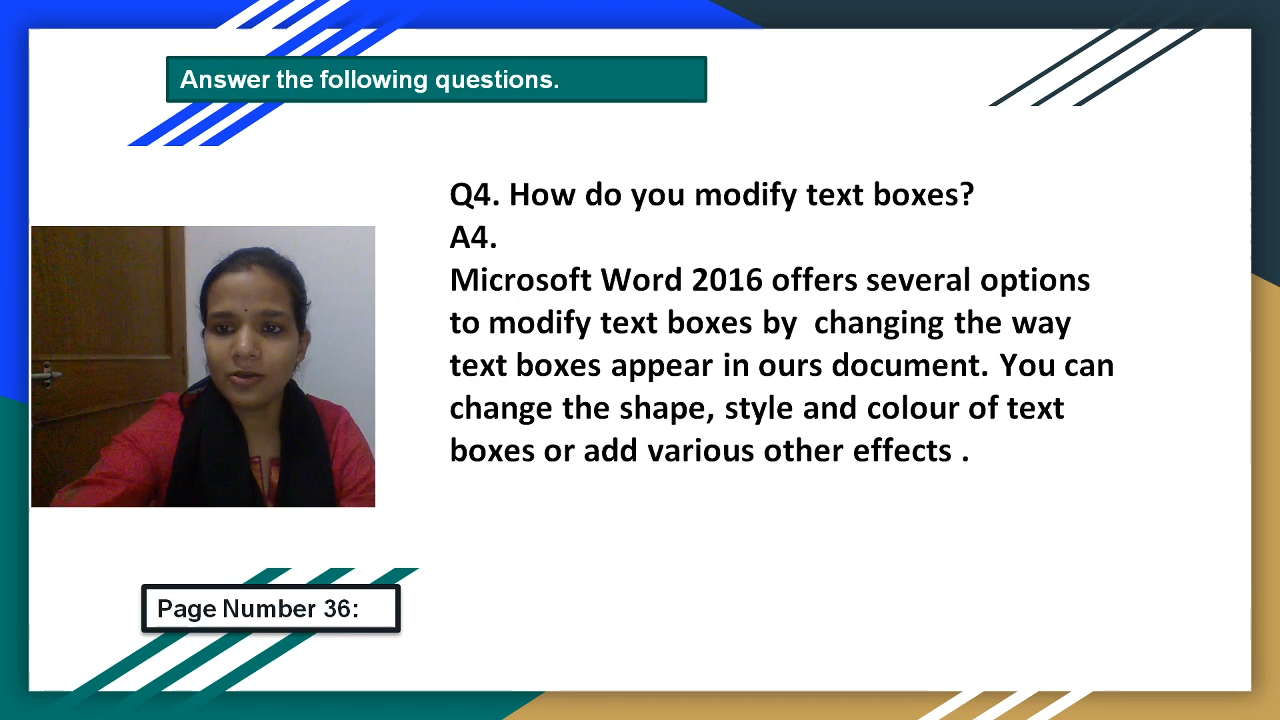 Answer the following questions.
Q4. How do you modify text boxes?
A4.
Microsoft Word 2016 offers several options
to modify text boxes by  changing the way
text boxes appear in ours document. You can
change the shape, style and colour of text
boxes or add various other effects .
Page Number 36: